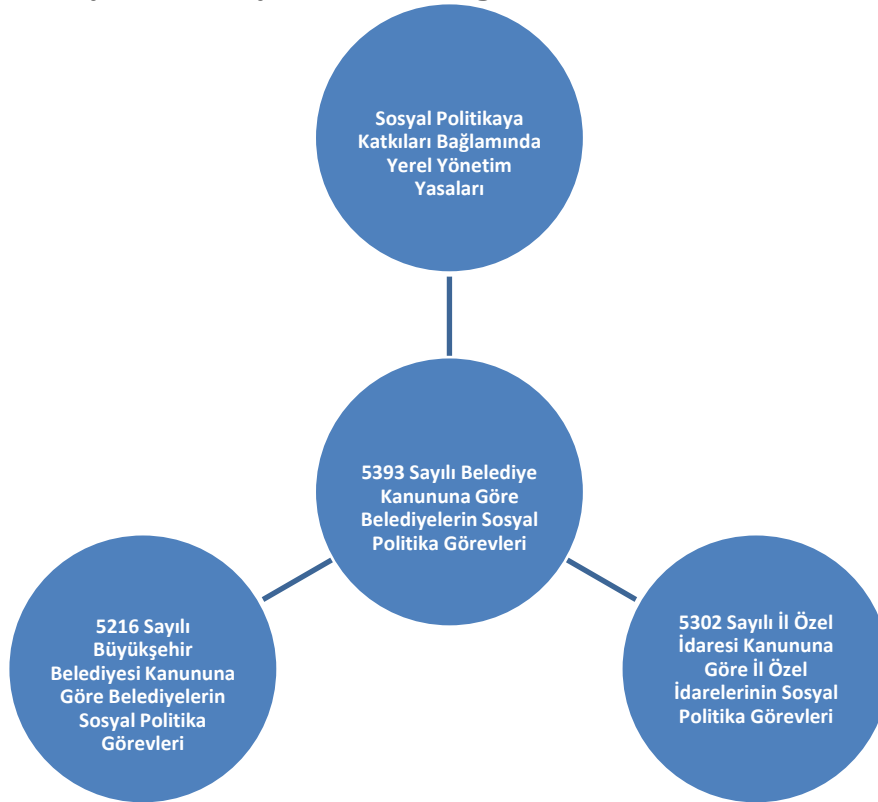 Sosyal Politikaya
Katkıları Bağlamında
Yerel Yönetim
Yasaları
5393 Sayılı Belediye
Kanununa Göre
Belediyelerin Sosyal
Politika Görevleri
5216 Sayılı
Büyükşehir
Belediyesi Kanununa
Göre Belediyelerin
Sosyal Politika
Görevleri
5302 Sayılı İl Özel
İdaresi Kanununa
Göre İl Özel
İdarelerinin Sosyal
Politika Görevleri